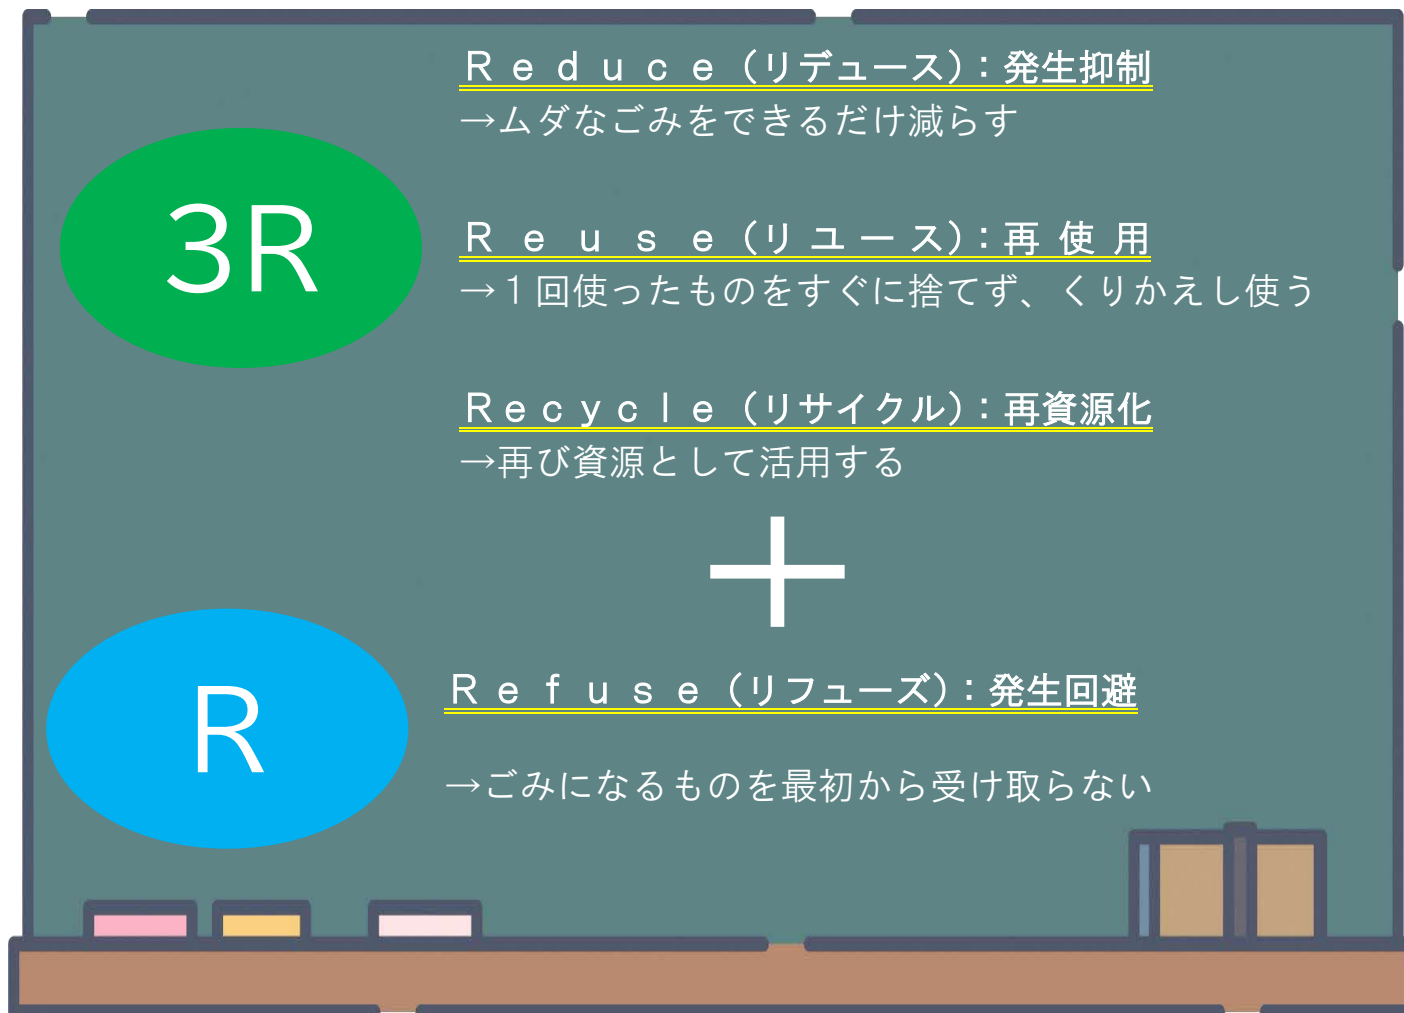 3R
Ｒｅｄｕｃｅ（リデュース）：発生抑制
→ムダなごみをできるだけ減らす
Ｒｅｕｓｅ（リユース）：再使用
→１回使ったものをすぐに捨てず、くりかえし使う
Ｒｅｃｙｃｌｅ（リサイクル）：再資源化
→再び資源として活用する
＋
R
Ｒｅｆｕｓｅ（リフューズ）：発生回避
→ごみになるものを最初から受け取らない